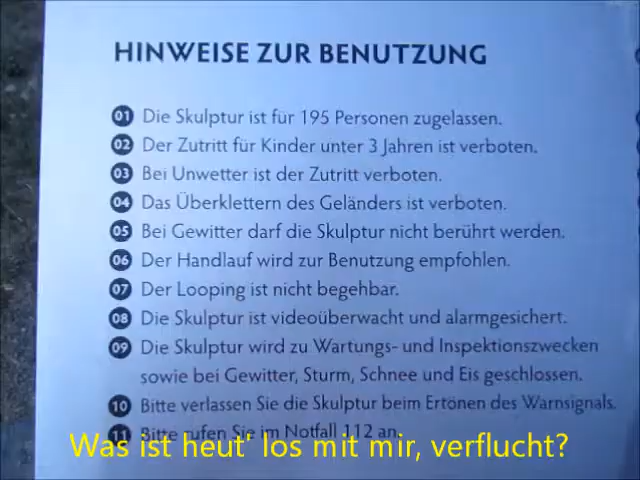 HINWEISE ZUR BENUTZUNG
01 Die Skulptur ist für 195 Personen zugelassen.
02 Der Zutritt für Kinder unter 3 Jahren ist verboten.
03 Bei Unwetter ist der Zutritt verboten.
04 Das Überklettern des Geländers ist verboten.
05 Bei Gewitter darf die Skulptur nicht berührt werden.
06 Der Handlauf wird zur Benutzung empfohlen.
07 Der Looping ist nicht begehbar.
08 Die Skulptur ist videoüberwacht und alarmgesichert.
09 Die Skulptur wird zu Wartungs- und Inspektionszwecken
sowie bei Gewitter, Sturm, Schnee und Eis geschlossen.
10 Bitte verlassen Sie die Skulptur beim Ertönen des Warnsignals.
11 Bitte rufen Sie im Notfall 112 an.
Was ist heut' los mit mir, verflucht?